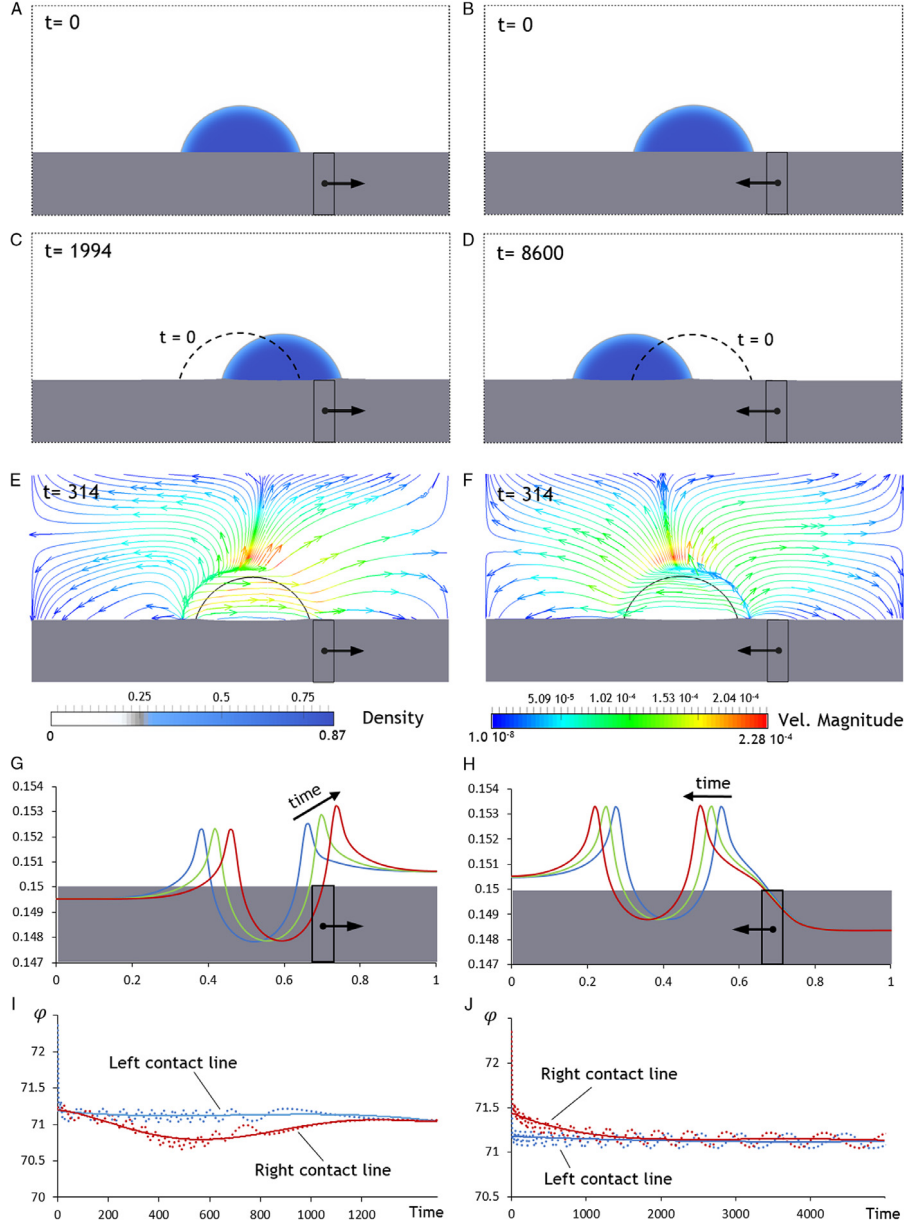 A
t= 0
B
t= 0
C
t= 1994
t = 0
D
t= 8600
t = 0
E
t= 314
F
t= 314
0.25 0.5 0.75
Density
0 0.87
5.09 10⁻⁵ 1.02 10⁻⁴ 1.53 10⁻⁴ 2.04 10⁻⁴
Vel. Magnitude
1.0 10⁻⁸ 2.28 10⁻⁴
G
0.154
0.153
0.152
0.151
0.15
0.149
0.148
0.147
0 0.2 0.4 0.6 0.8 1
time
H
0.154
0.153
0.152
0.151
0.15
0.149
0.148
0.147
0 0.2 0.4 0.6 0.8 1
time
I
φ
72
71.5
71
70.5
70
Left contact line
Right contact line
0 200 400 600 800 1000 1200 Time
J
φ
72
71.5
71
70.5
Right contact line
Left contact line
0 1000 2000 3000 4000 Time